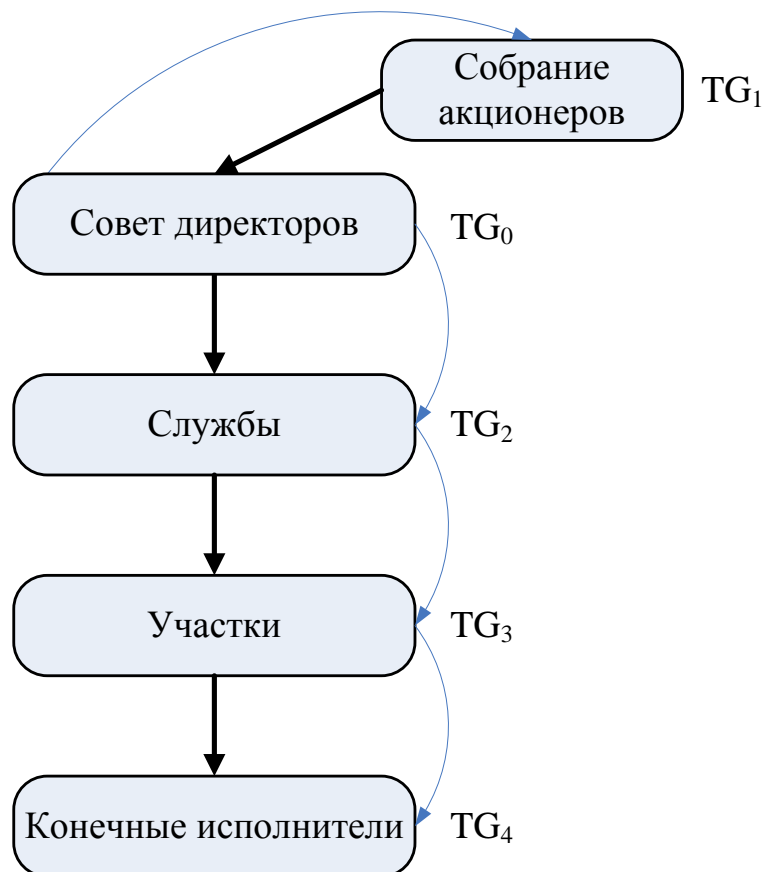 Собрание
акционеров
TG₁
Совет директоров
TG₀
Службы
TG₂
Участки
TG₃
Конечные исполнители
TG₄